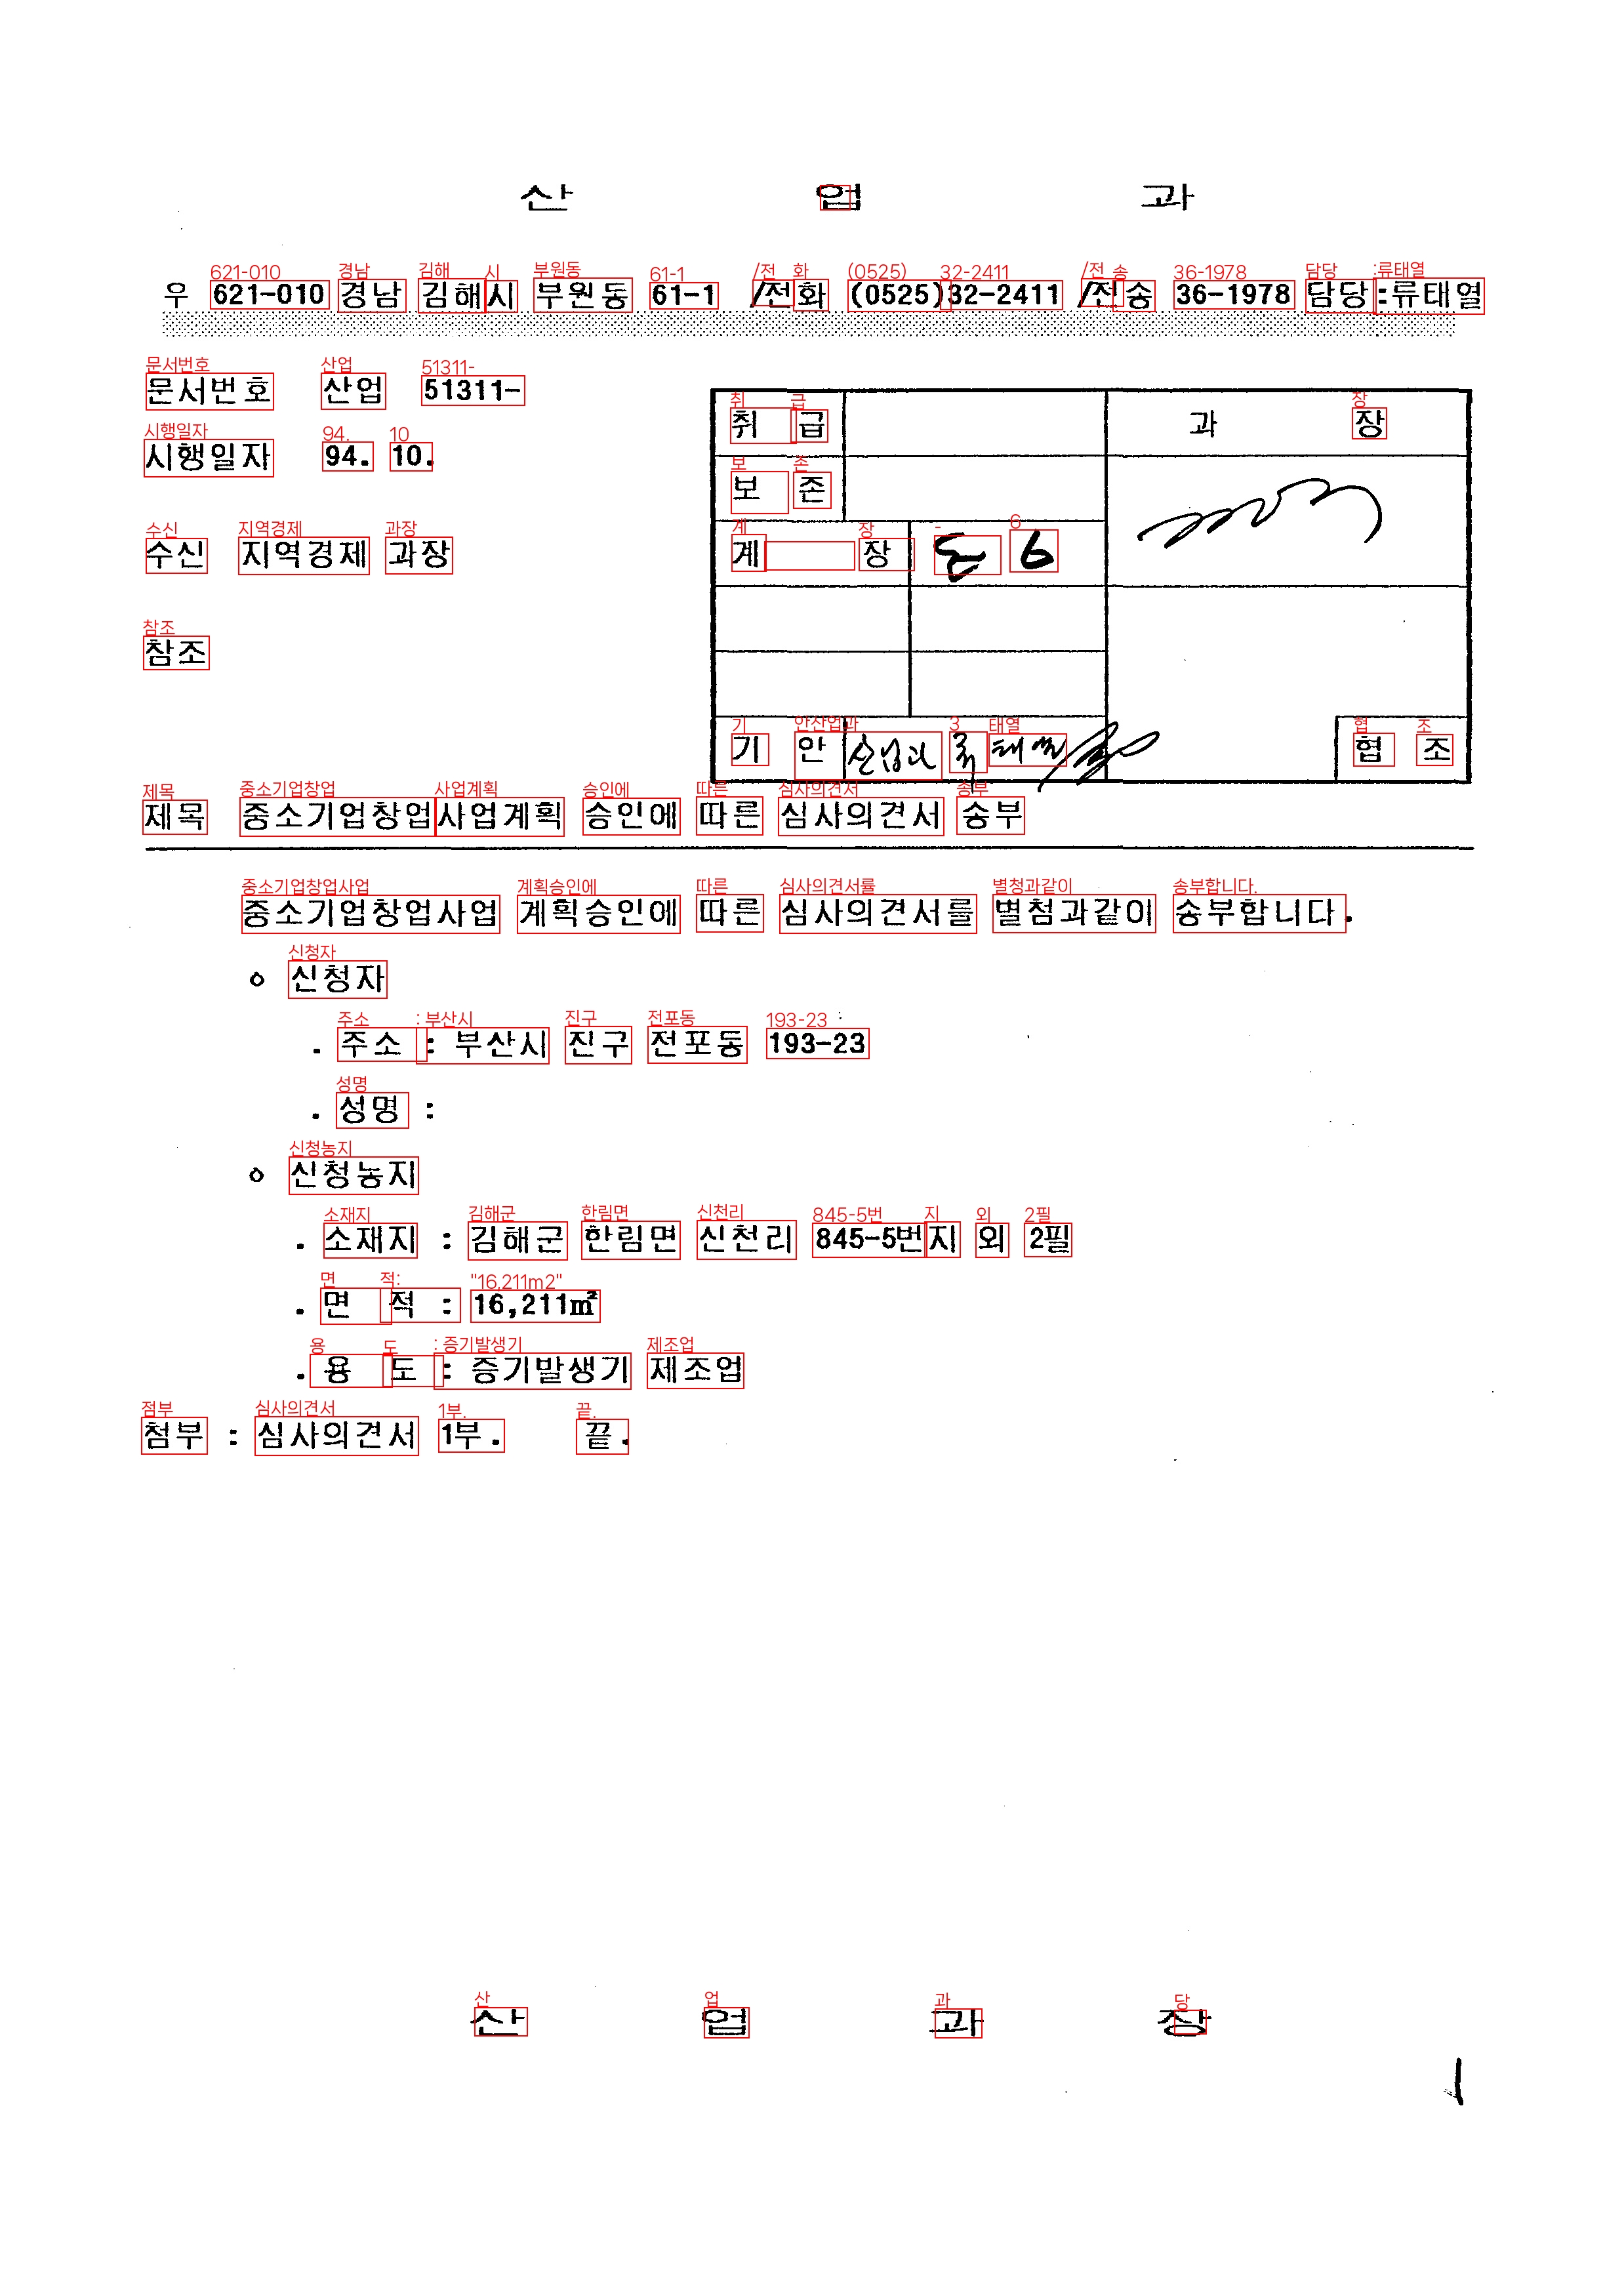 산 업 과
우 621-010 경남 김해시 부원동 61-1 /전화 (0525)32-2411 /전송 36-1978 담당:류태열
문서번호 산업 51311-
시행일자 94. 10.
수신 지역경제 과장
참조
취 급
과 장
보 존
계 장
기 안 산업과 류태열
협 조
제목 중소기업창업사업계획 승인에 따른 심사의견서 송부
중소기업창업사업 계획승인에 따른 심사의견서를 별첨과같이 송부합니다.
o 신청자
. 주소 : 부산시 진구 전포동 193-23
. 성명 :
o 신청농지
. 소재지 : 김해군 한림면 신천리 845-5번지 외 2필
. 면 적 : 16,211㎡
. 용 도 : 증기발생기 제조업
첨부 : 심사의견서 1부. 끝.
산 업 과 장